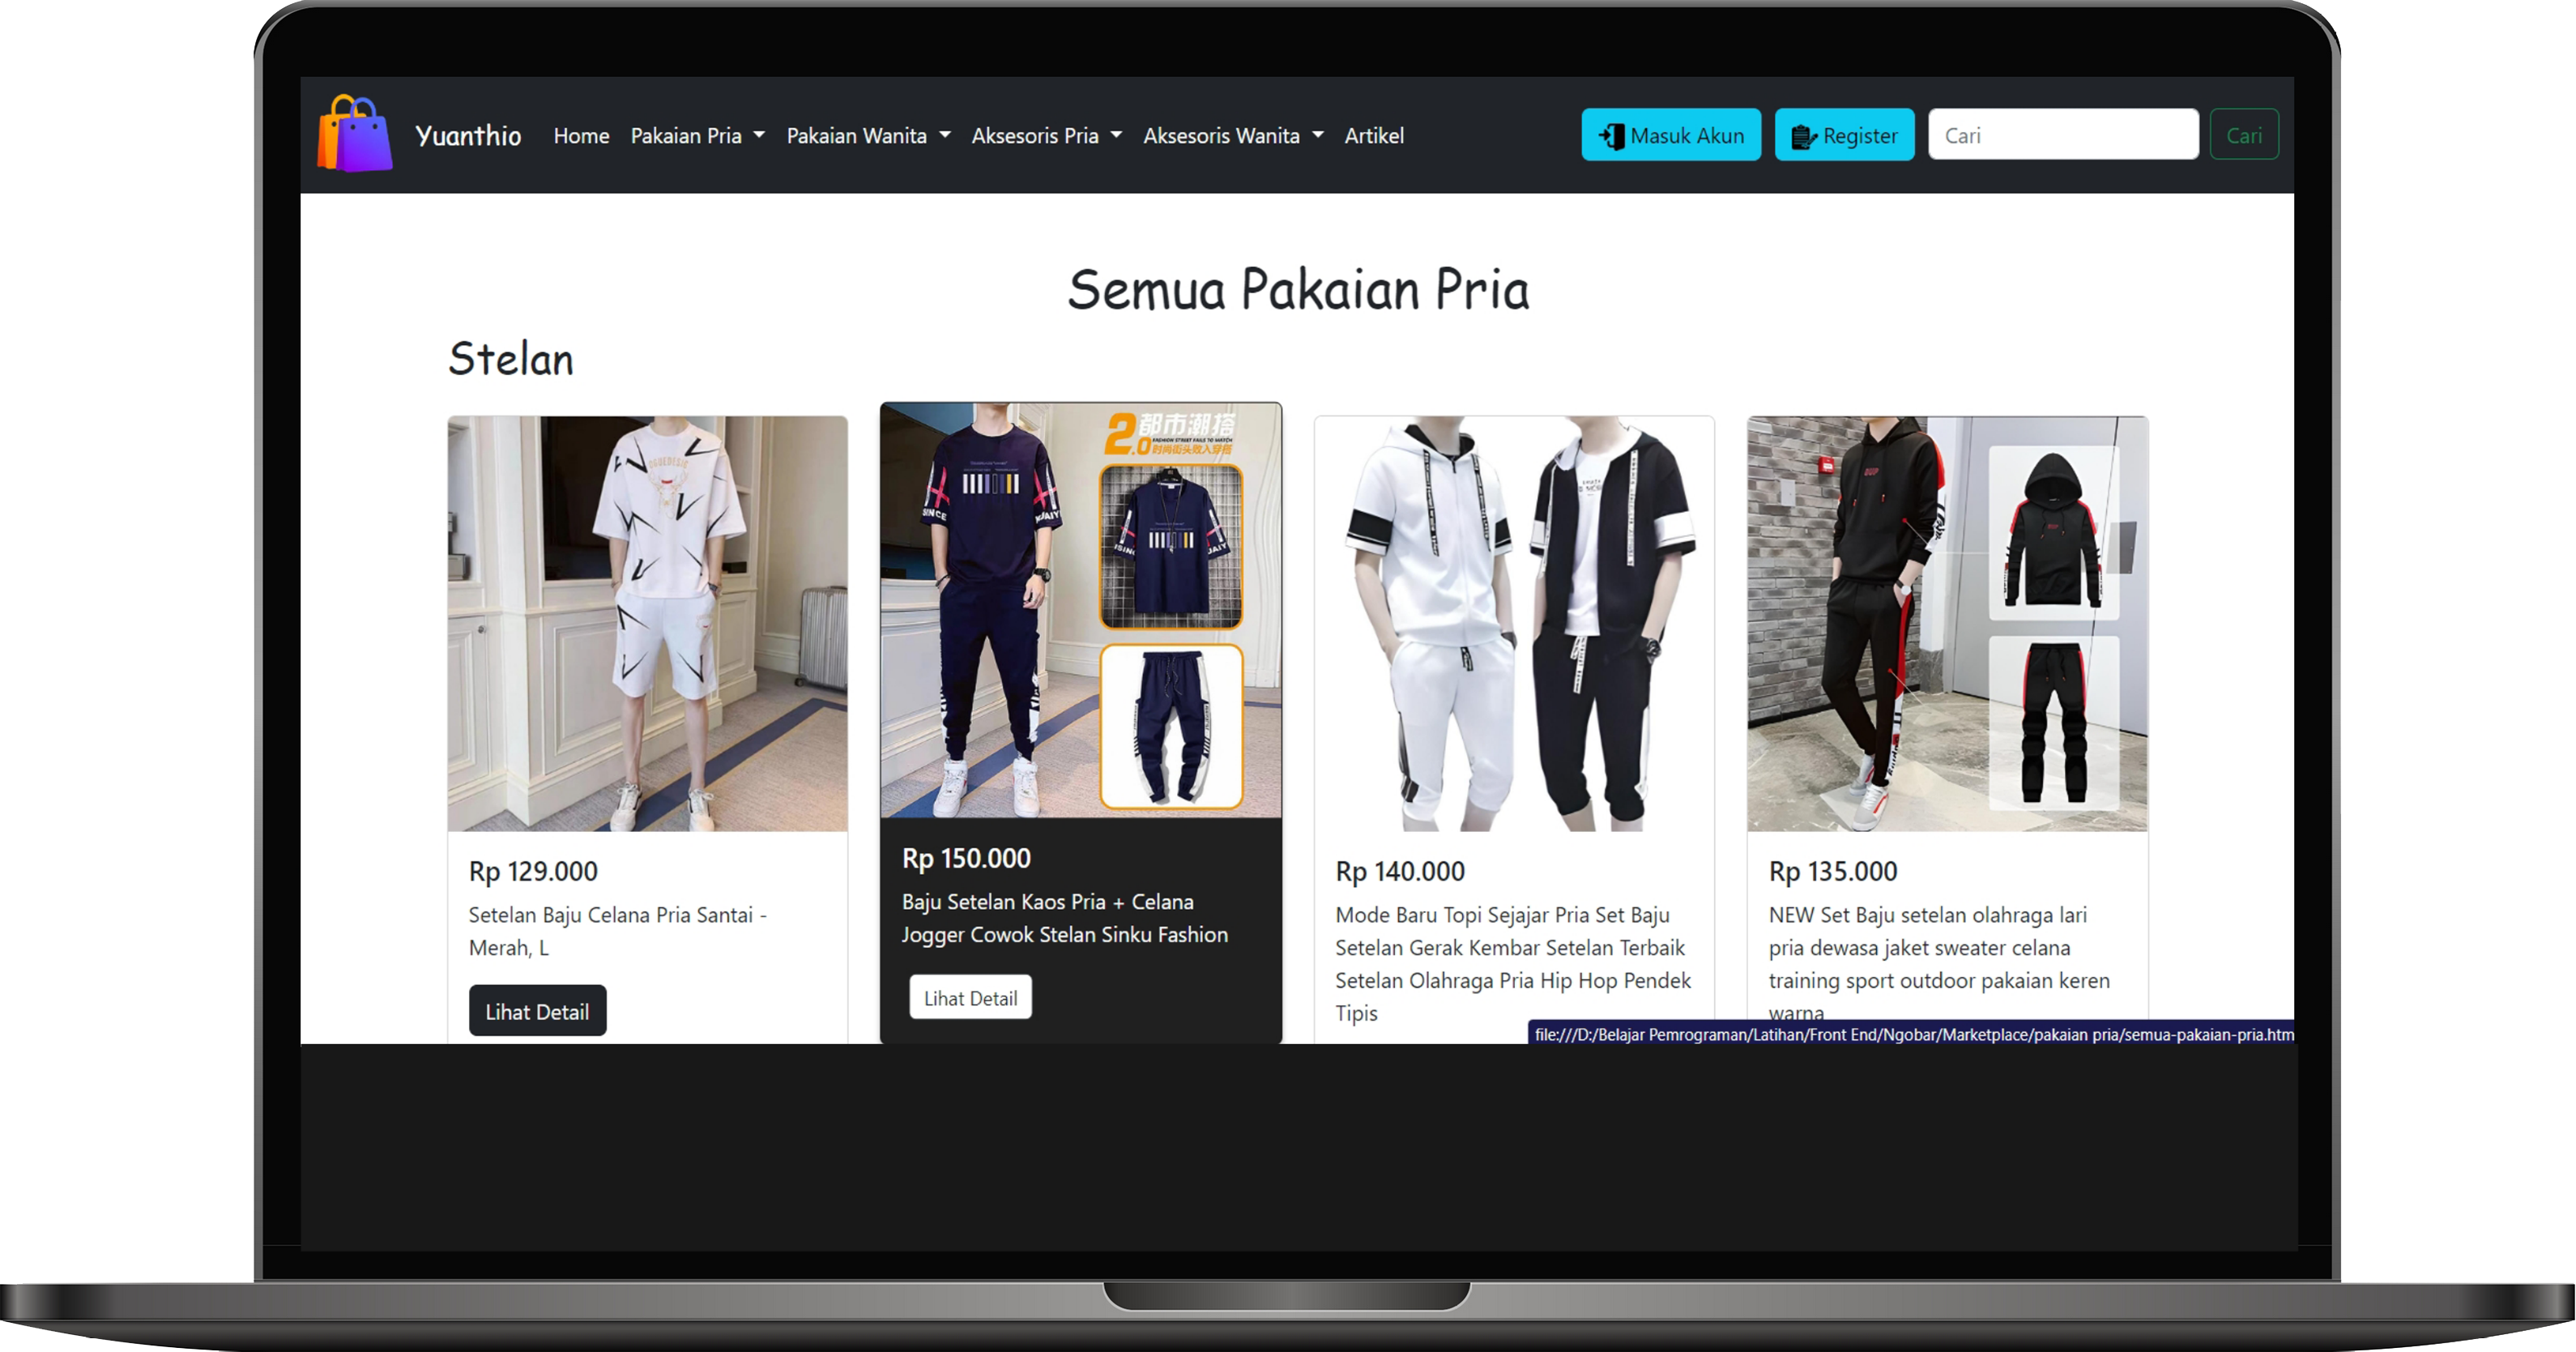 Yuanthio
Home
Pakaian Pria
Pakaian Wanita
Aksesoris Pria
Aksesoris Wanita
Artikel
Masuk Akun
Register
Cari
Cari
Semua Pakaian Pria
Stelan
2.0
都市潮搭
时尚街头
SINCE
Rp 129.000
Setelan Baju Celana Pria Santai -
Merah, L
Lihat Detail
Rp 150.000
Baju Setelan Kaos Pria + Celana
Jogger Cowok Stelan Sinku Fashion
Lihat Detail
Rp 140.000
Mode Baru Topi Sejajar Pria Set Baju
Setelan Gerak Kembar Setelan Terbaik
Setelan Olahraga Pria Hip Hop Pendek
Tipis
Rp 135.000
NEW Set Baju setelan olahraga lari
pria dewasa jaket sweater celana
training sport outdoor pakaian keren
warna
file:///D:/Belajar Pemrograman/Latihan/Front End/Ngobar/Marketplace/pakaian pria/semua-pakaian-pria.htm